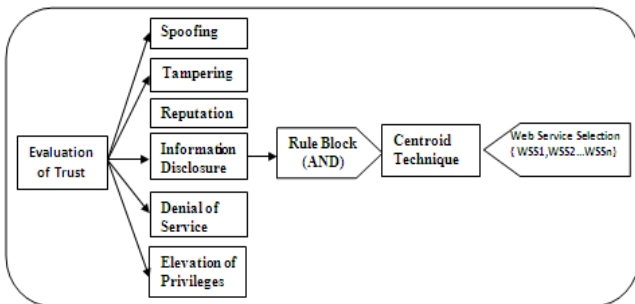 Evaluation
of Trust
Spoofing
Tampering
Reputation
Information
Disclosure
Denial of
Service
Elevation of
Privileges
Rule Block
(AND)
Centroid
Technique
Web Service Selection
{ WSS1,WSS2...WSSn}